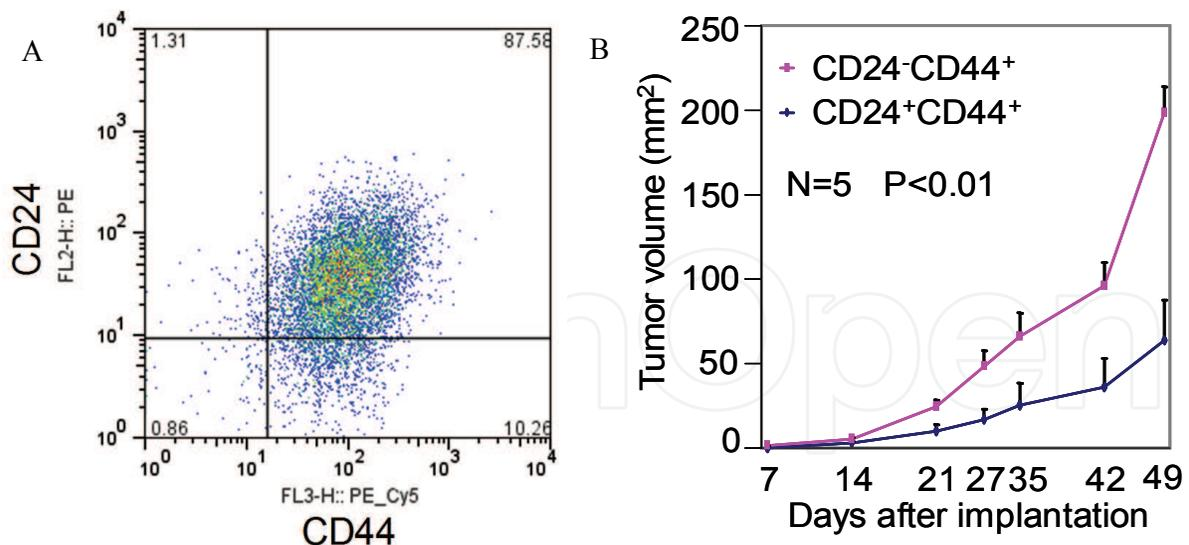 A
10⁴
10³
10²
10¹
10⁰
1.31
87.58
0.86
10.26
CD24
FL2-H:: PE
10⁰ 10¹ 10² 10³ 10⁴
FL3-H:: PE_Cy5
CD44
B
250
200
150
100
50
0
Tumor volume (mm²)
CD24⁻CD44⁺
CD24⁺CD44⁺
N=5 P<0.01
7 14 21 27 35 42 49
Days after implantation
nOpen